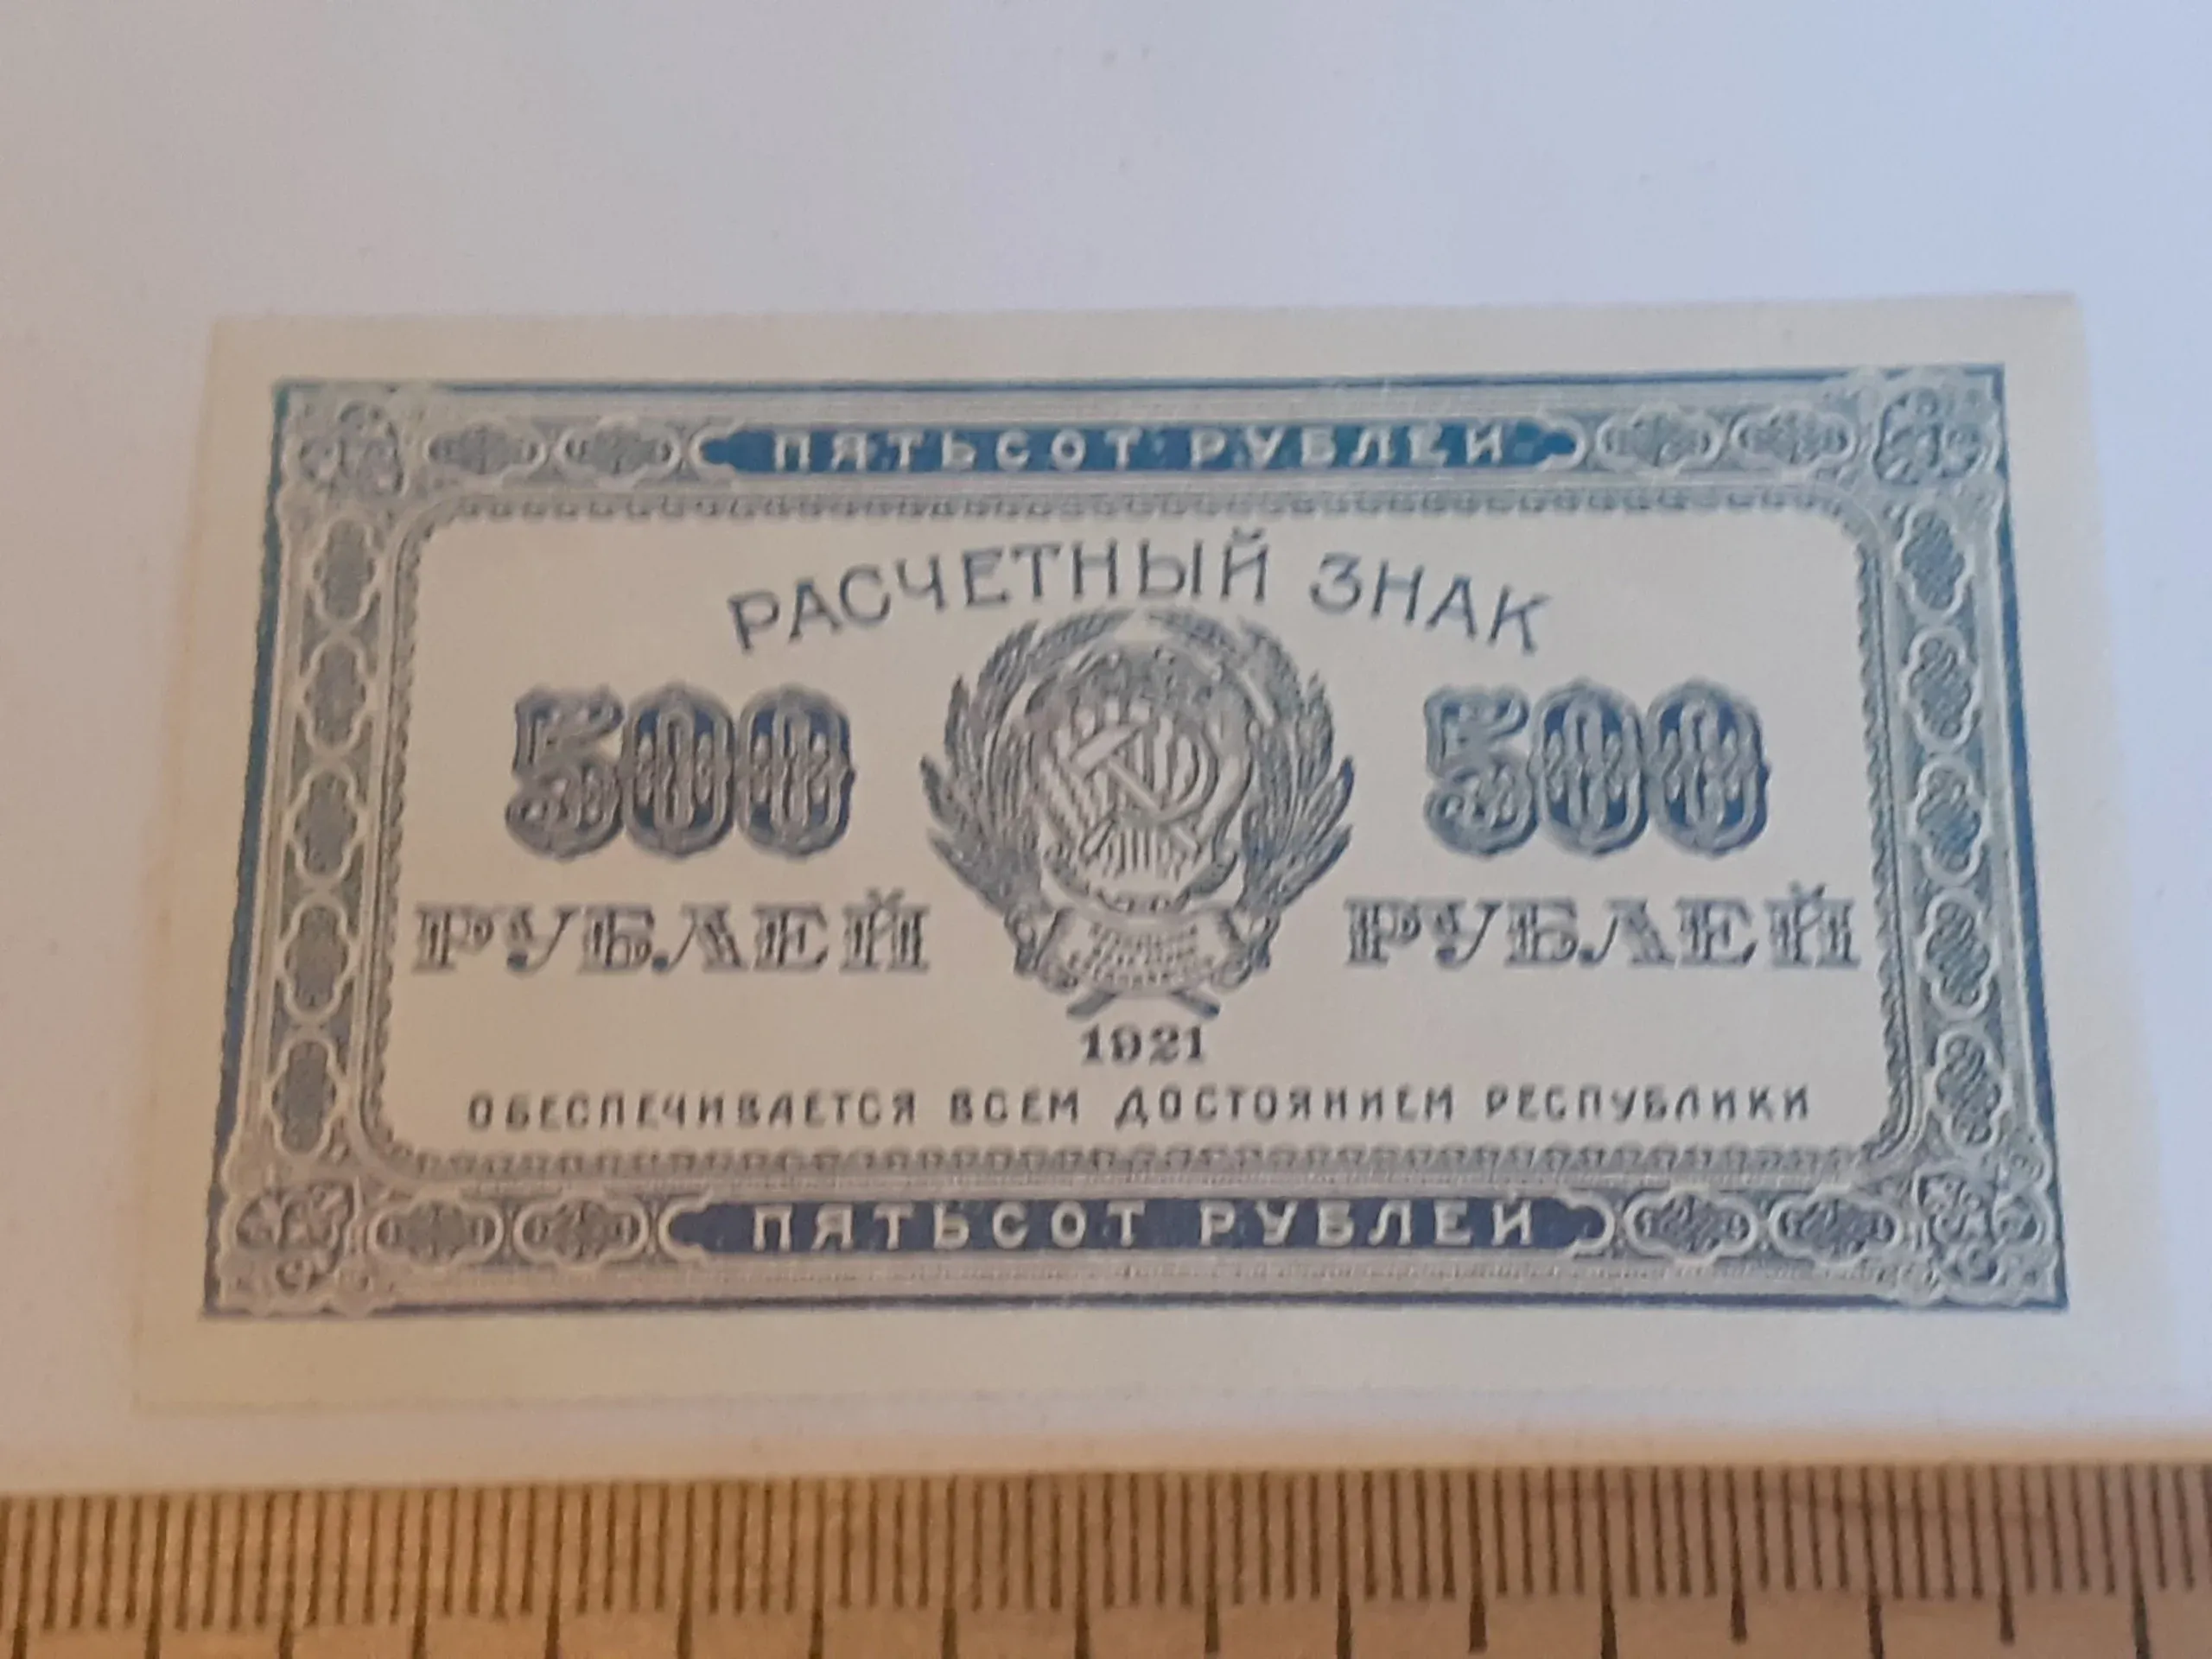 ПЯТЬСОТ РУБЛЕЙ
РАСЧЕТНЫЙ ЗНАК
500 500
РУБЛЕЙ РУБЛЕЙ
1921
ОБЕСПЕЧИВАЕТСЯ ВСЕМ ДОСТОЯНИЕМ РЕСПУБЛИКИ
ПЯТЬСОТ РУБЛЕЙ